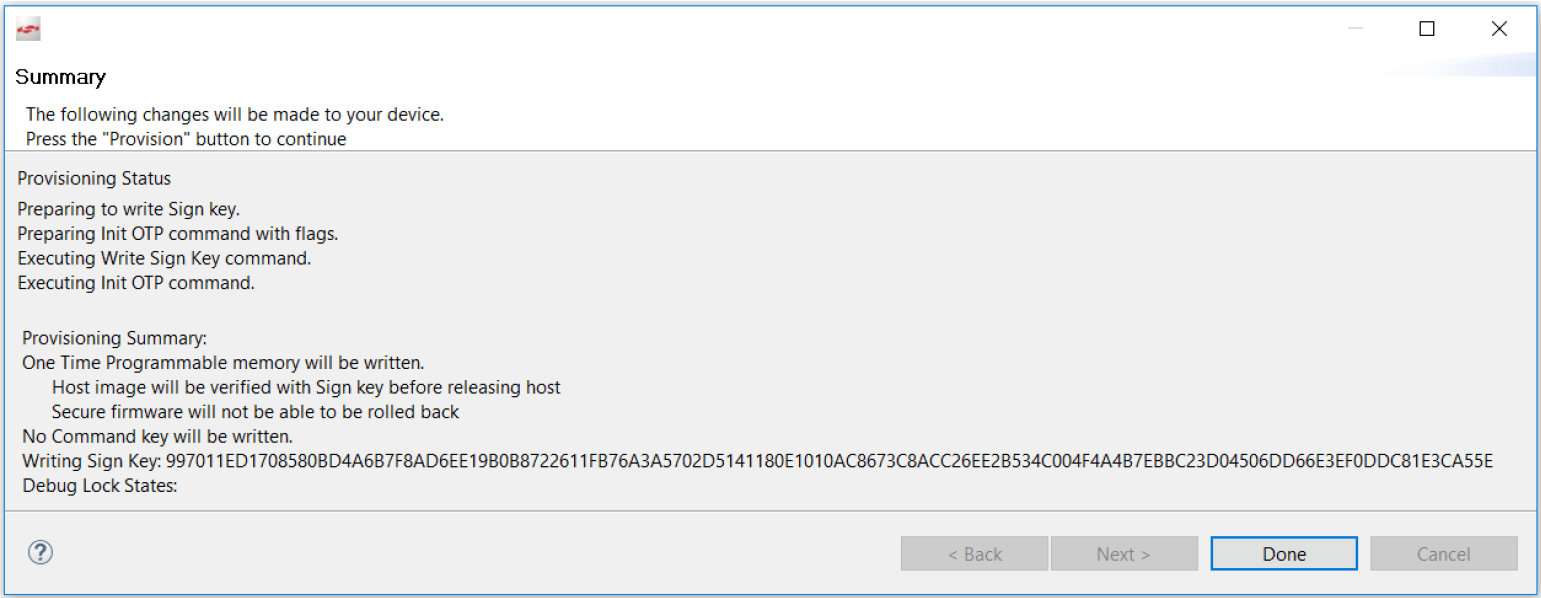 Summary
The following changes will be made to your device.
Press the "Provision" button to continue
Provisioning Status
Preparing to write Sign key.
Preparing Init OTP command with flags.
Executing Write Sign Key command.
Executing Init OTP command.
Provisioning Summary:
One Time Programmable memory will be written.
Host image will be verified with Sign key before releasing host
Secure firmware will not be able to be rolled back
No Command key will be written.
Writing Sign Key: 997011ED1708580BD4A6B7F8AD6EE19B0B8722611FB76A3A5702D5141180E1010AC8673C8ACC26EE2B534C004F4A4B7EBBC23D04506DD66E3EF0DDC81E3CA55E
Debug Lock States:
?
< Back
Next >
Done
Cancel